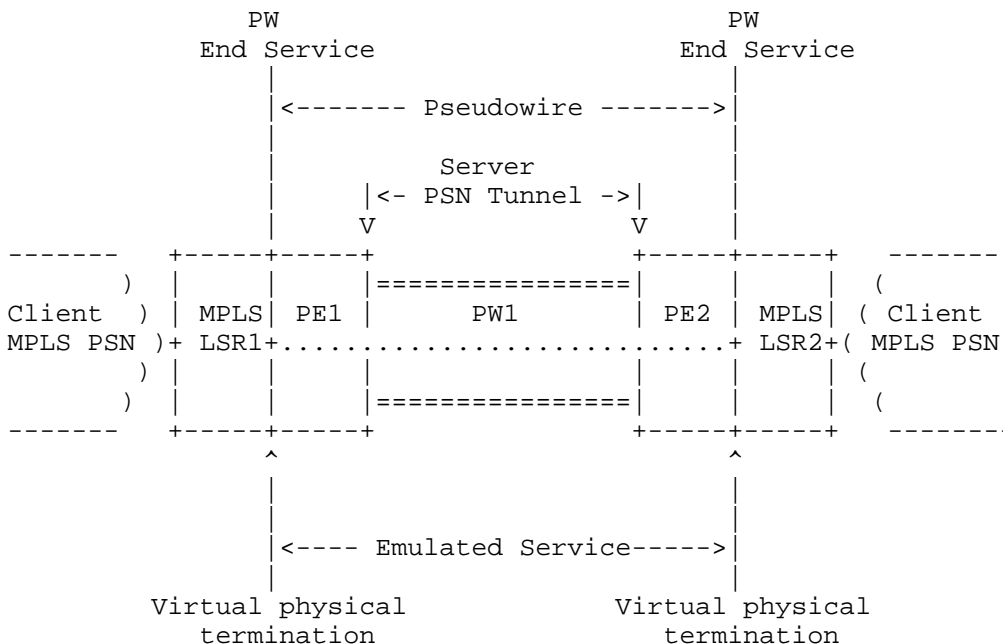 PW PW
End Service End Service
|<------- Pseudowire ------->|
Server
|<- PSN Tunnel ->|
V V
------- +-----+-----+ +-----+-----+ -------
) | | |================| | | (
Client ) | MPLS| PE1 | PW1 | PE2 | MPLS| ( Client
MPLS PSN )+ LSR1+............................+ LSR2+( MPLS PSN
) | | | | | | (
) | | |================| | | (
------- +-----+-----+ +-----+-----+ -------
^ ^
|<---- Emulated Service----->|
Virtual physical Virtual physical
termination termination